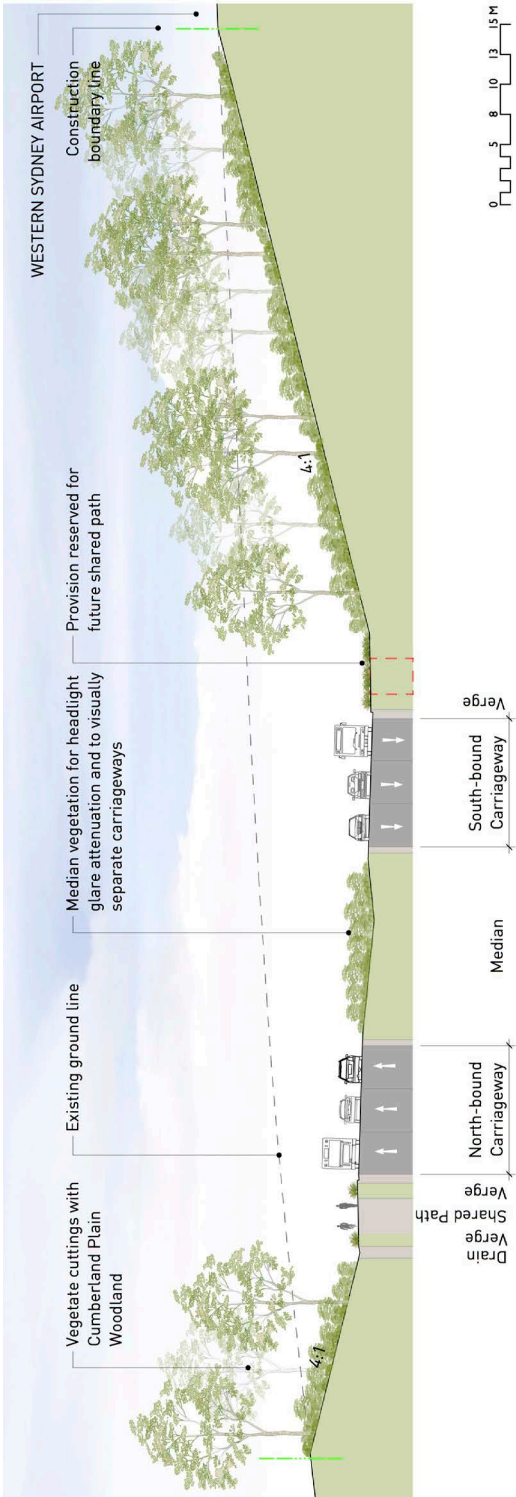 Vegetate cuttings with
Cumberland Plain
Woodland
Existing ground line
Median vegetation for headlight
glare attenuation and to visually
separate carriageways
Provision reserved for
future shared path
WESTERN SYDNEY AIRPORT
Construction
boundary line
4:1
4:1
Drain
Verge
Shared Path
Verge
North-bound
Carriageway
Median
South-bound
Carriageway
Verge
0 5 8 10 13 15 M